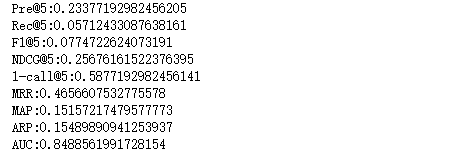 Pre@5:0.23377192982456205
Rec@5:0.05712433087638161
F1@5:0.0774722624073191
NDCG@5:0.25676161522376395
1-call@5:0.5877192982456141
MRR:0.4656607532775578
MAP:0.15157217479577773
ARP:0.15489890941253937
AUC:0.8488561991728154